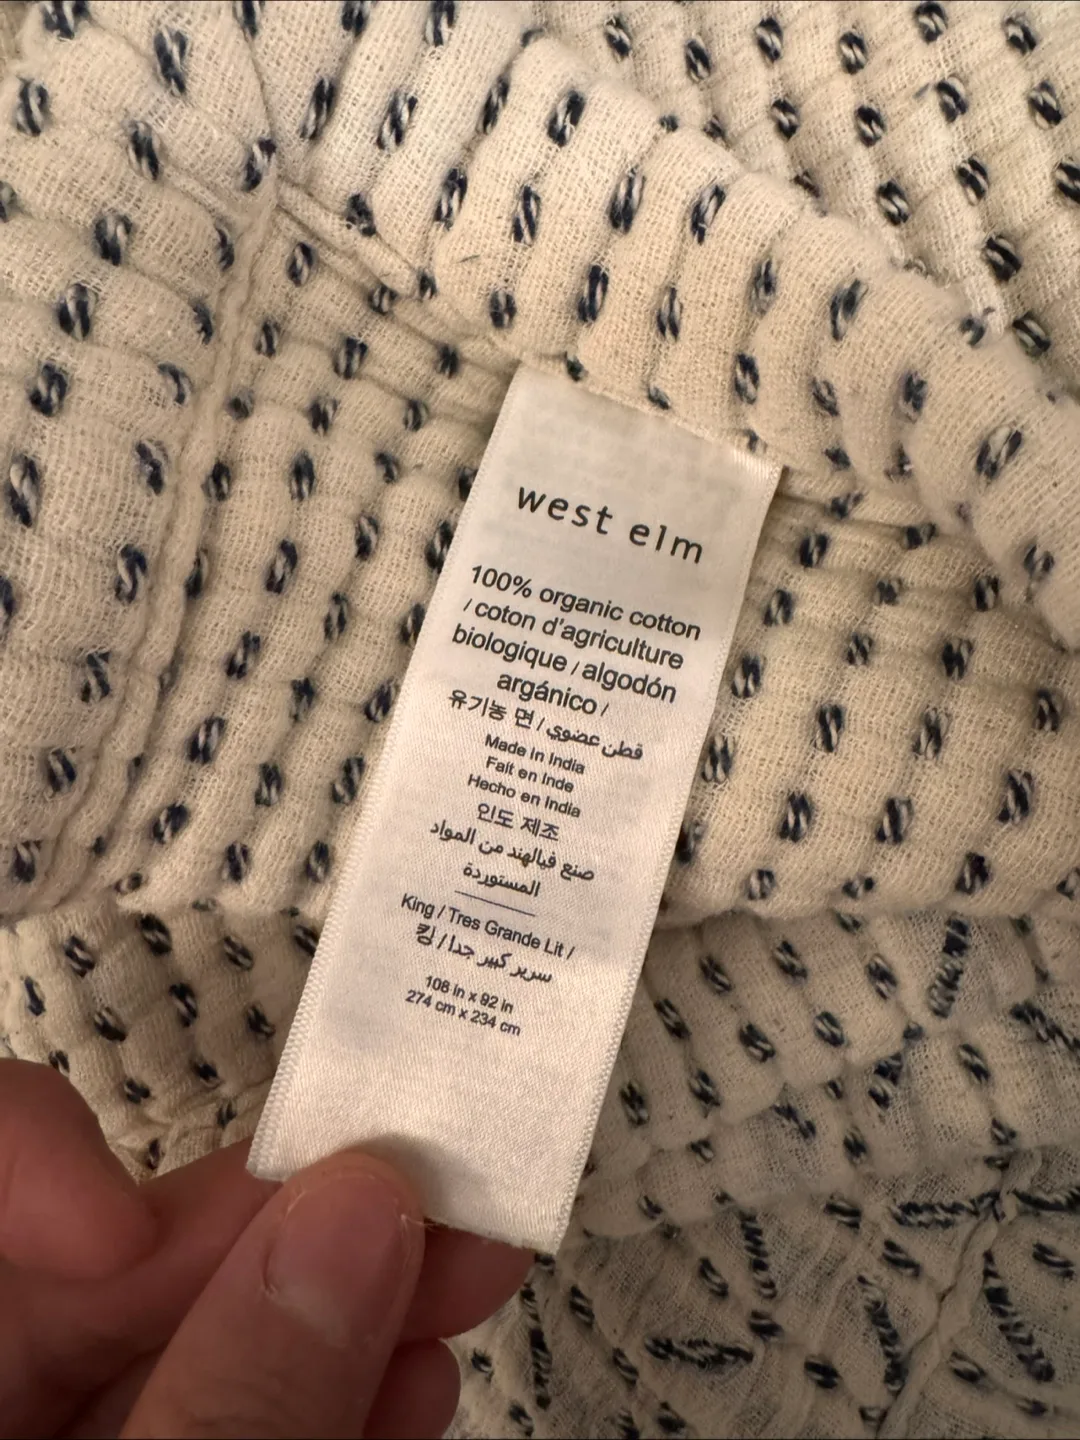 west elm
100% organic cotton
/ coton d'agriculture
biologique / algodón
argánico /
유기농 면 / قطن عضوي
Made in India
Fait en Inde
Hecho en India
인도 제조
صنع فيالهند من المواد
المستوردة
King / Tres Grande Lit /
킹 / سرير كبير جدا
108 in x 92 in
274 cm x 234 cm